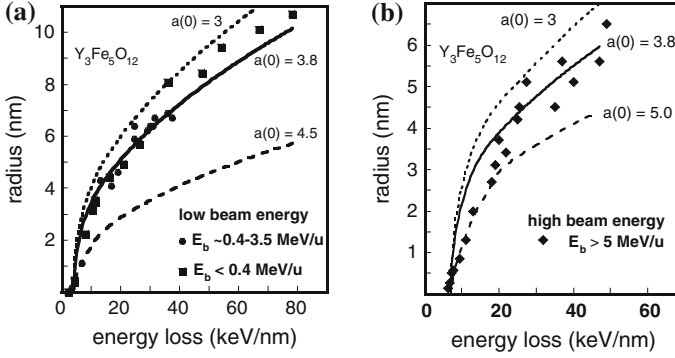 (a)
10
8
6
4
2
0
20
40
60
80
radius (nm)
energy loss (keV/nm)
Y3Fe5O12
a(0) = 3
a(0) = 3.8
a(0) = 4.5
low beam energy
Eb ~0.4-3.5 MeV/u
Eb < 0.4 MeV/u
(b)
6
5
4
3
2
1
0
20
40
60
radius (nm)
energy loss (keV/nm)
Y3Fe5O12
a(0) = 3
a(0) = 3.8
a(0) = 5.0
high beam energy
Eb > 5 MeV/u